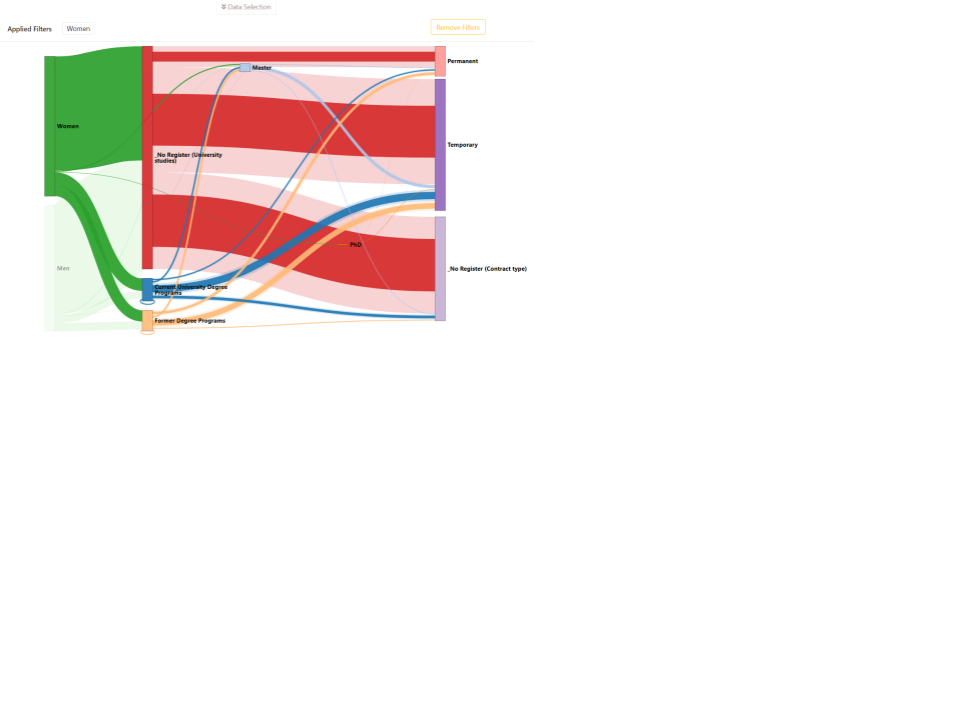 Data Selection
Applied Filters
Women
Remove Filters
Permanent
Master
Women
Temporary
_No Register (University
studies)
PhD
Men
_No Register (Contract type)
Current University Degree
Programs
Former Degree Programs